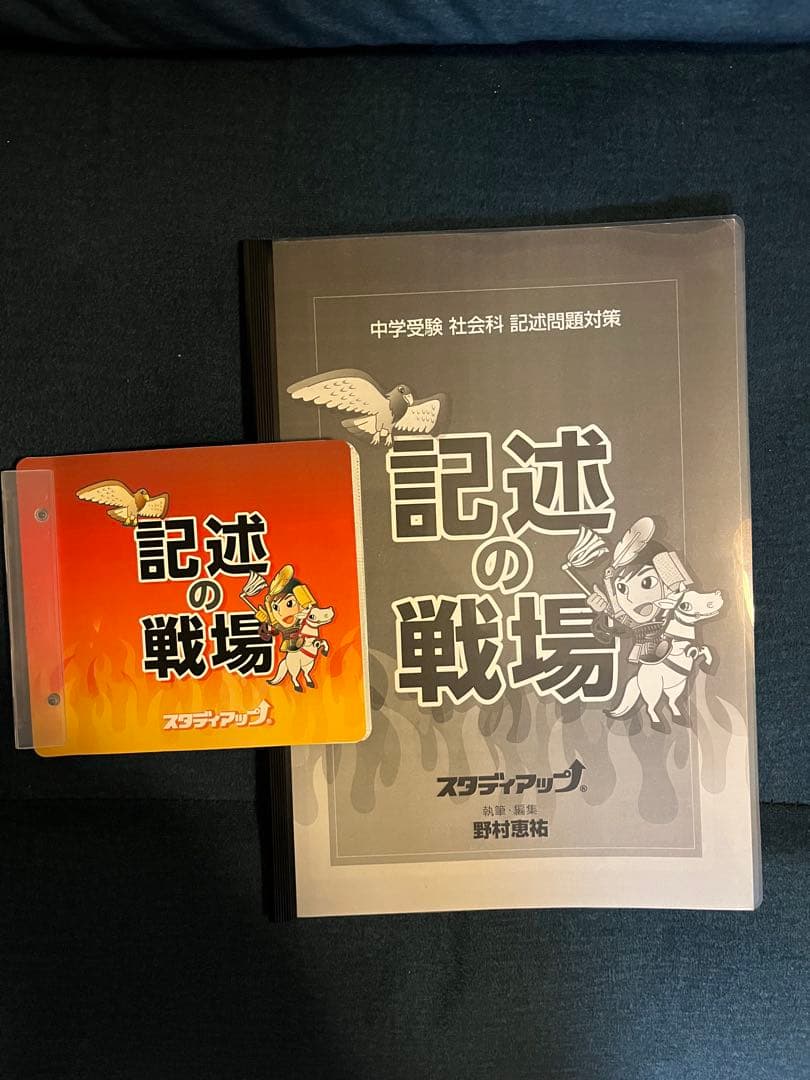 記述
の
戦場
スタディアップ®
中学受験 社会科 記述問題対策
記述
の
戦場
スタディアップ®
執筆・編集
野村恵祐